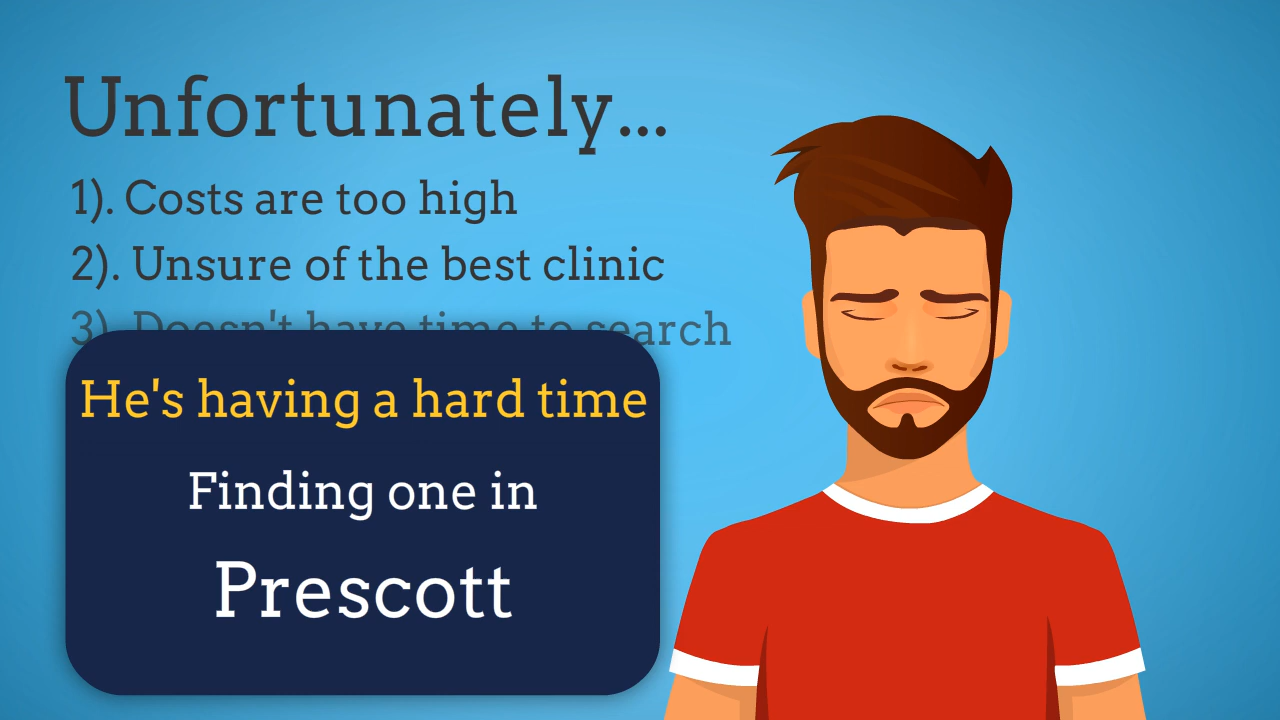 Unfortunately...
1). Costs are too high
2). Unsure of the best clinic
3). Doesn't have time to search
He's having a hard time
Finding one in
Prescott